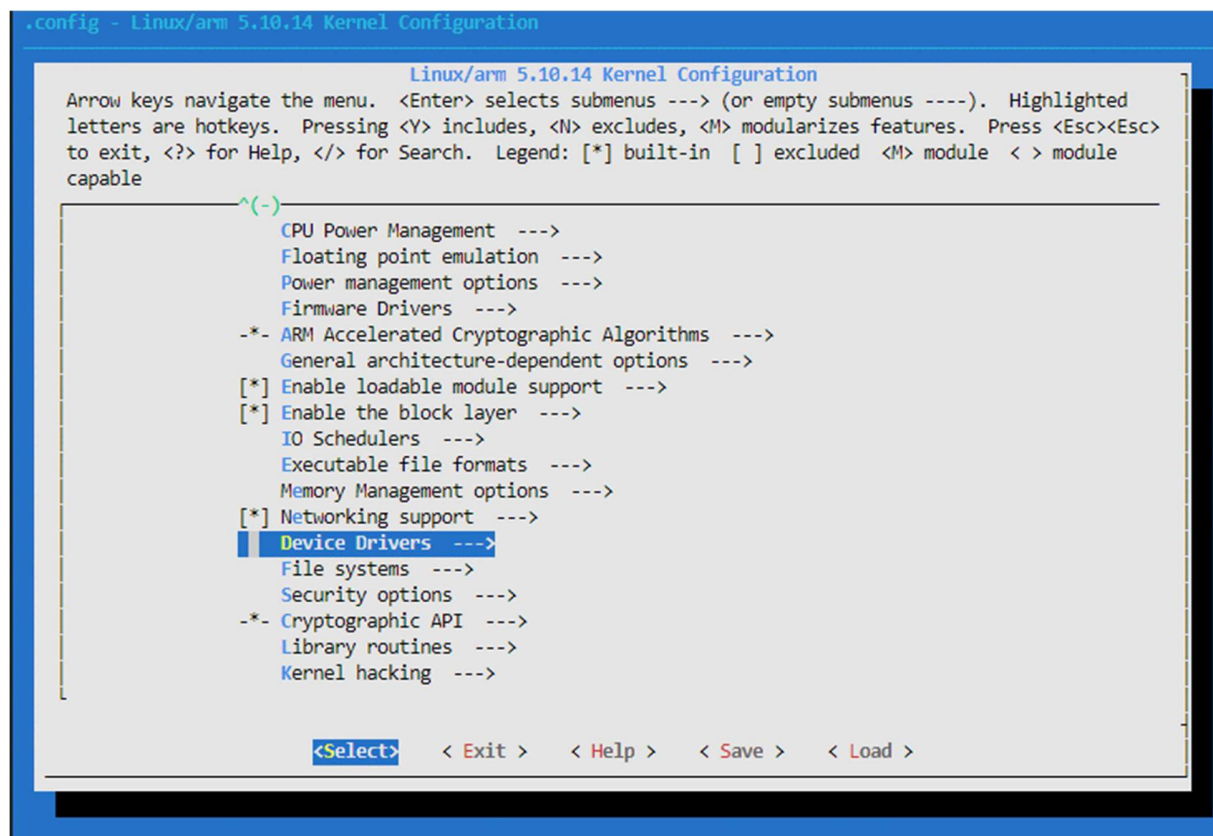 .config - Linux/arm 5.10.14 Kernel Configuration
Linux/arm 5.10.14 Kernel Configuration
Arrow keys navigate the menu. <Enter> selects submenus ---> (or empty submenus ----). Highlighted
letters are hotkeys. Pressing <Y> includes, <N> excludes, <M> modularizes features. Press <Esc><Esc>
to exit, <?> for Help, </> for Search. Legend: [*] built-in [ ] excluded <M> module < > module
capable
^(-)
CPU Power Management --->
Floating point emulation --->
Power management options --->
Firmware Drivers --->
-*- ARM Accelerated Cryptographic Algorithms --->
General architecture-dependent options --->
[*] Enable loadable module support --->
[*] Enable the block layer --->
IO Schedulers --->
Executable file formats --->
Memory Management options --->
[*] Networking support --->
Device Drivers --->
File systems --->
Security options --->
-*- Cryptographic API --->
Library routines --->
Kernel hacking --->
<Select> < Exit > < Help > < Save > < Load >